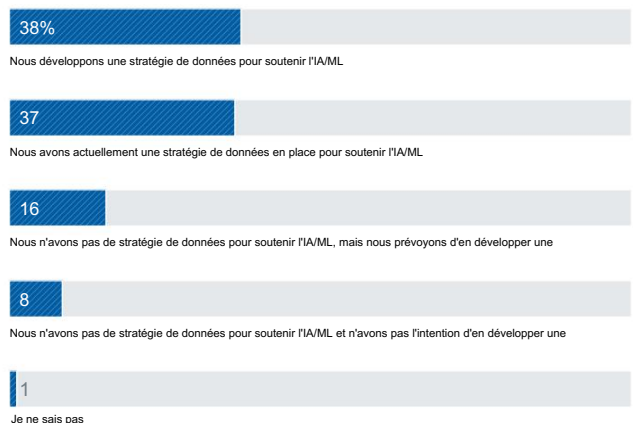 38%
Nous développons une stratégie de données pour soutenir l'IA/ML
37
Nous avons actuellement une stratégie de données en place pour soutenir l'IA/ML
16
Nous n'avons pas de stratégie de données pour soutenir l'IA/ML, mais nous prévoyons d'en développer une
8
Nous n'avons pas de stratégie de données pour soutenir l'IA/ML et n'avons pas l'intention d'en développer une
1
Je ne sais pas